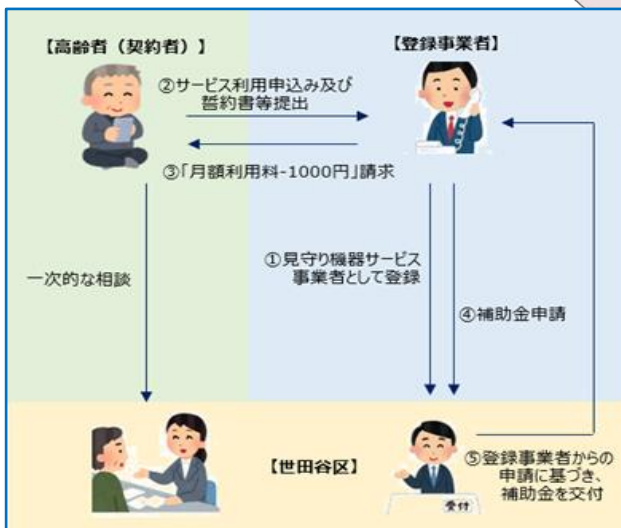 【高齢者（契約者）】
【登録事業者】
②サービス利用申込み及び
誓約書等提出
③「月額利用料-1000円」請求
①見守り機器サービス
事業者として登録
一次的な相談
④補助金申請
【世田谷区】
⑤登録事業者からの
申請に基づき、
補助金を交付
受付